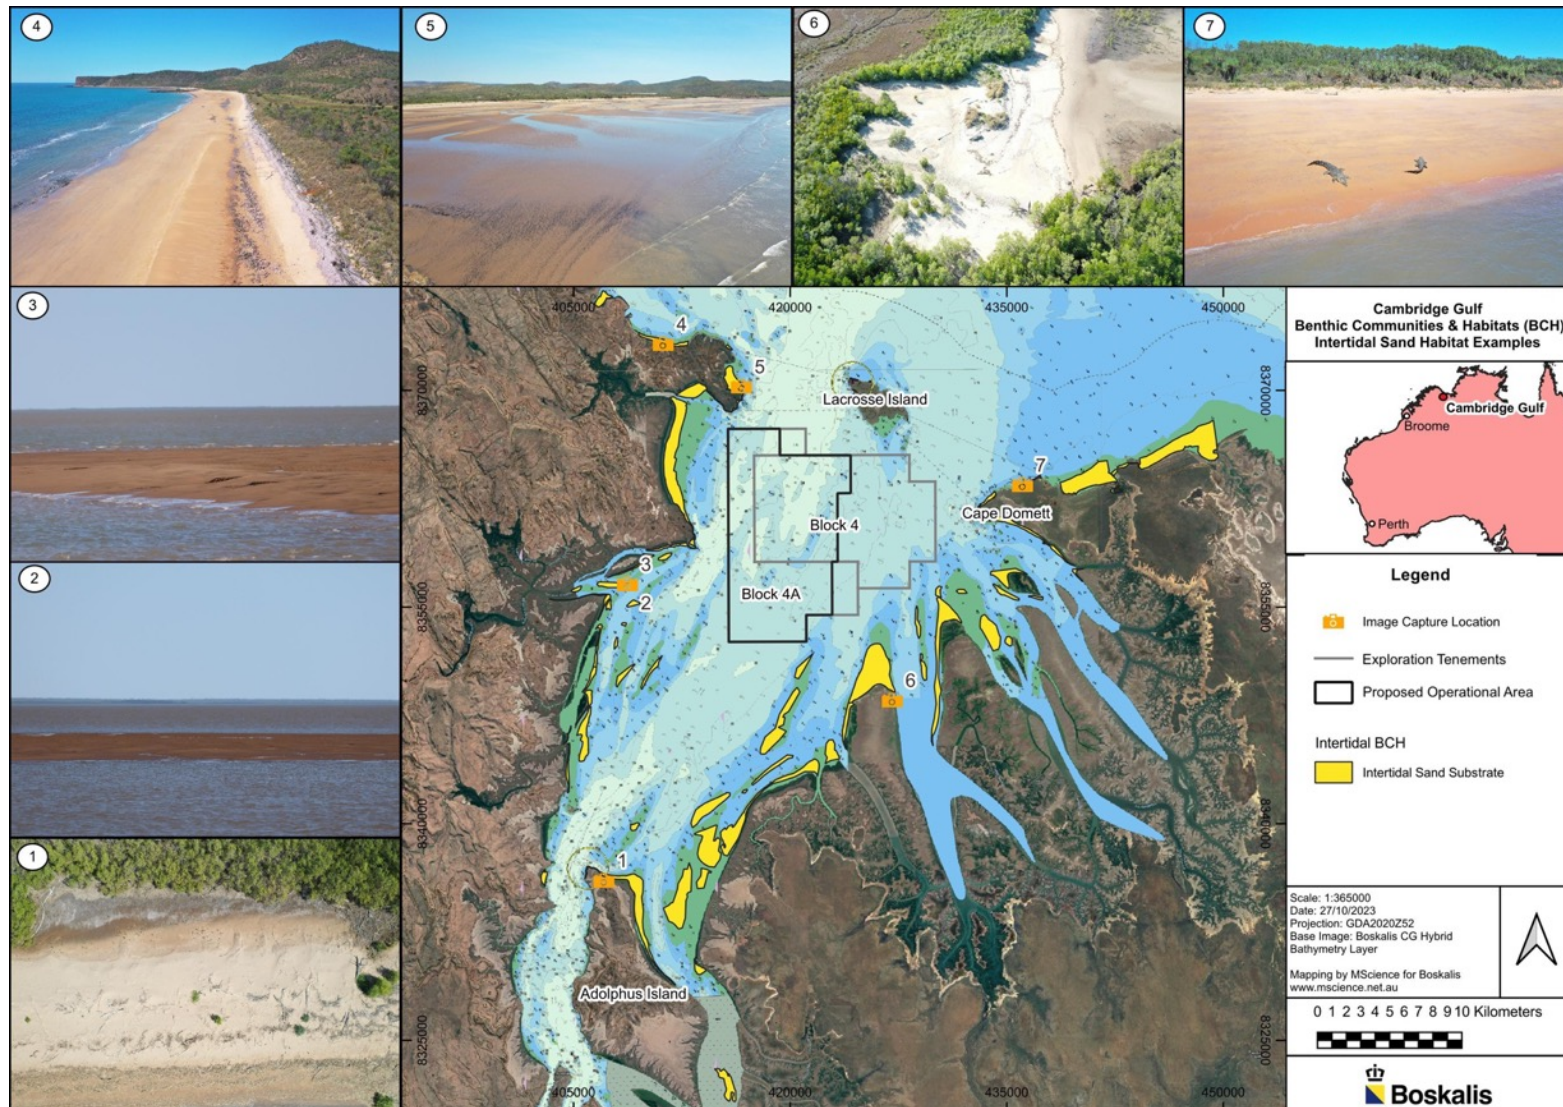 4
5
6
7
3
2
1
405000
420000
435000
450000
8370000
8370000
4
5
Lacrosse Island
7
Cape Domett
Block 4
3
2
Block 4A
8355000
8355000
6
8340000
8340000
1
Adolphus Island
8325000
8325000
405000
420000
435000
450000
Cambridge Gulf
Benthic Communities & Habitats (BCH)
Intertidal Sand Habitat Examples
Cambridge Gulf
Broome
Perth
Legend
Image Capture Location
Exploration Tenements
Proposed Operational Area
Intertidal BCH
Intertidal Sand Substrate
Scale: 1:365000
Date: 27/10/2023
Projection: GDA2020Z52
Base Image: Boskalis CG Hybrid
Bathymetry Layer
Mapping by MScience for Boskalis
www.mscience.net.au
0 1 2 3 4 5 6 7 8 9 10 Kilometers
Boskalis